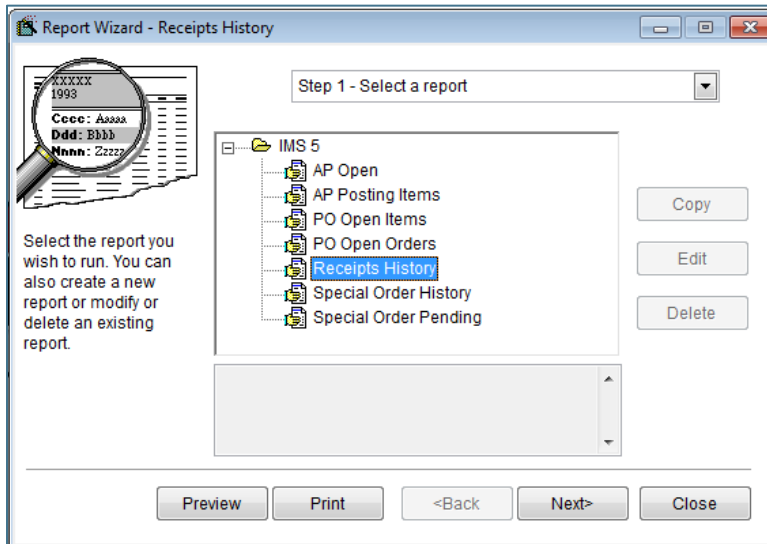 Report Wizard - Receipts History
XXXXX
1993
Cccc: Aaaaa
Ddd: Bbbb
Nnnn: Zzzzz
Step 1 - Select a report
IMS 5
AP Open
AP Posting Items
PO Open Items
PO Open Orders
Receipts History
Special Order History
Special Order Pending
Select the report you
wish to run. You can
also create a new
report or modify or
delete an existing
report.
Copy
Edit
Delete
Preview
Print
<Back
Next>
Close